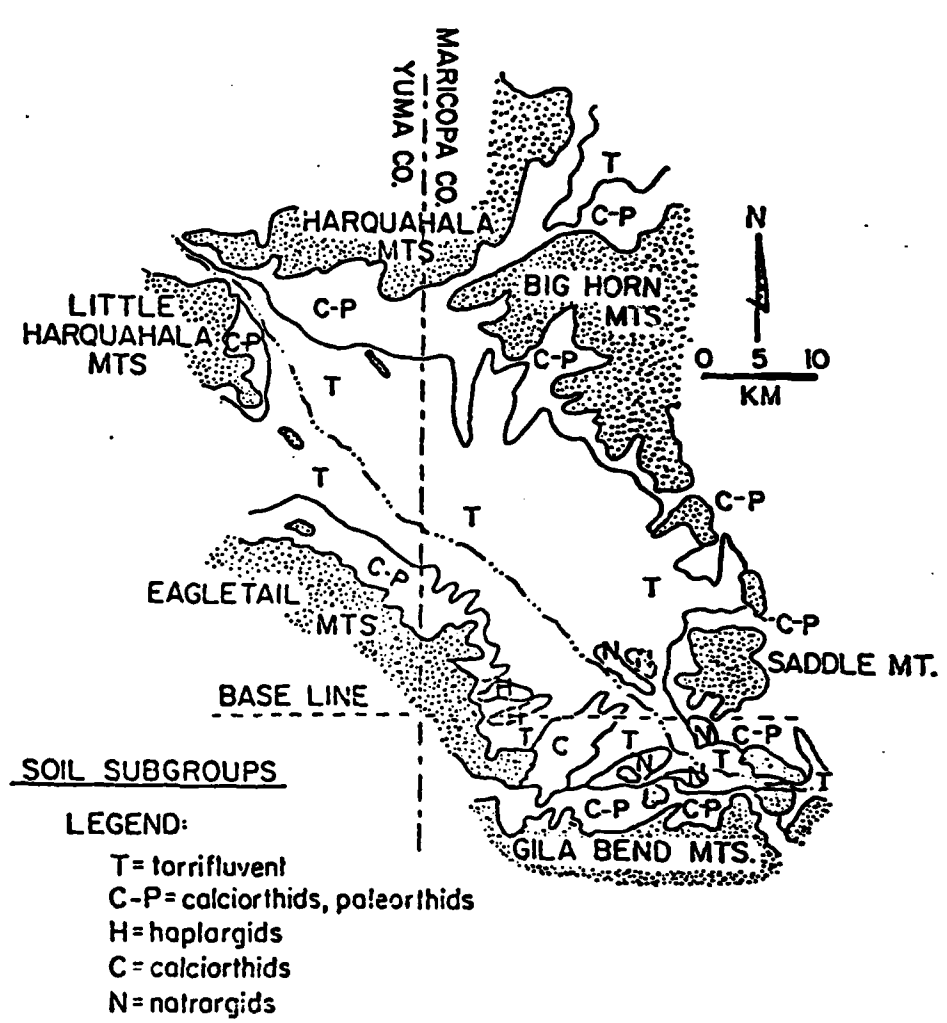 MARICOPA CO.
YUMA CO.
T
C-P
HARQUAHALA
MTS
N
BIG HORN
MTS
C-P
LITTLE
HARQUAHALA
MTS
C-P
C-P
0 5 10
KM
T
T
C-P
T
C-P
EAGLETAIL
MTS
T
C-P
N C
SADDLE MT.
H
BASE LINE
T
C
T
N
C-P
T
N
N
T
C-P
C-P
GILA BEND MTS.
SOIL SUBGROUPS
LEGEND:
T= torrifluvent
C-P= calciorthids, paleorthids
H= haplargids
C= calciorthids
N= natrargids